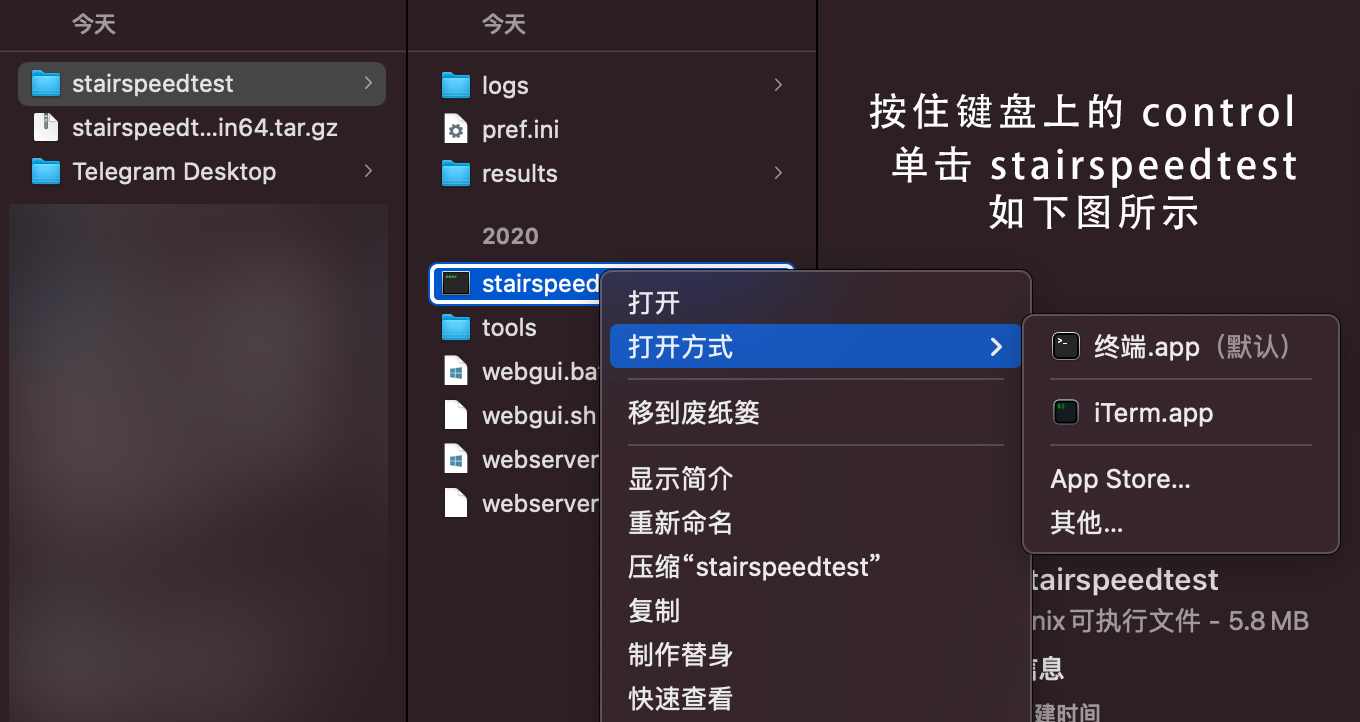 今天
stairspeedtest
stairspeedt...in64.tar.gz
Telegram Desktop
今天
logs
pref.ini
results
2020
stairspeed
tools
webgui.ba
webgui.sh
webserver
webserver
按住键盘上的 control
单击 stairspeedtest
如下图所示
打开
打开方式
移到废纸篓
显示简介
重新命名
压缩“stairspeedtest”
复制
制作替身
快速查看
终端.app（默认）
iTerm.app
App Store...
其他...
tairspeedtest
nix可执行文件 - 5.8 MB
息
建时间